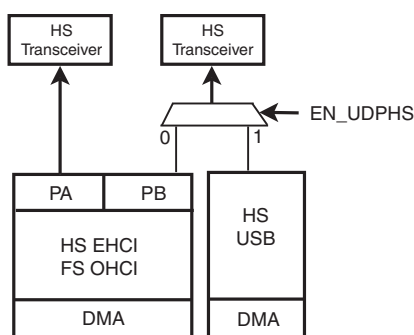 HS
Transceiver
HS
Transceiver
EN_UDPHS
0
1
PA
PB
HS EHCI
FS OHCI
HS
USB
DMA
DMA